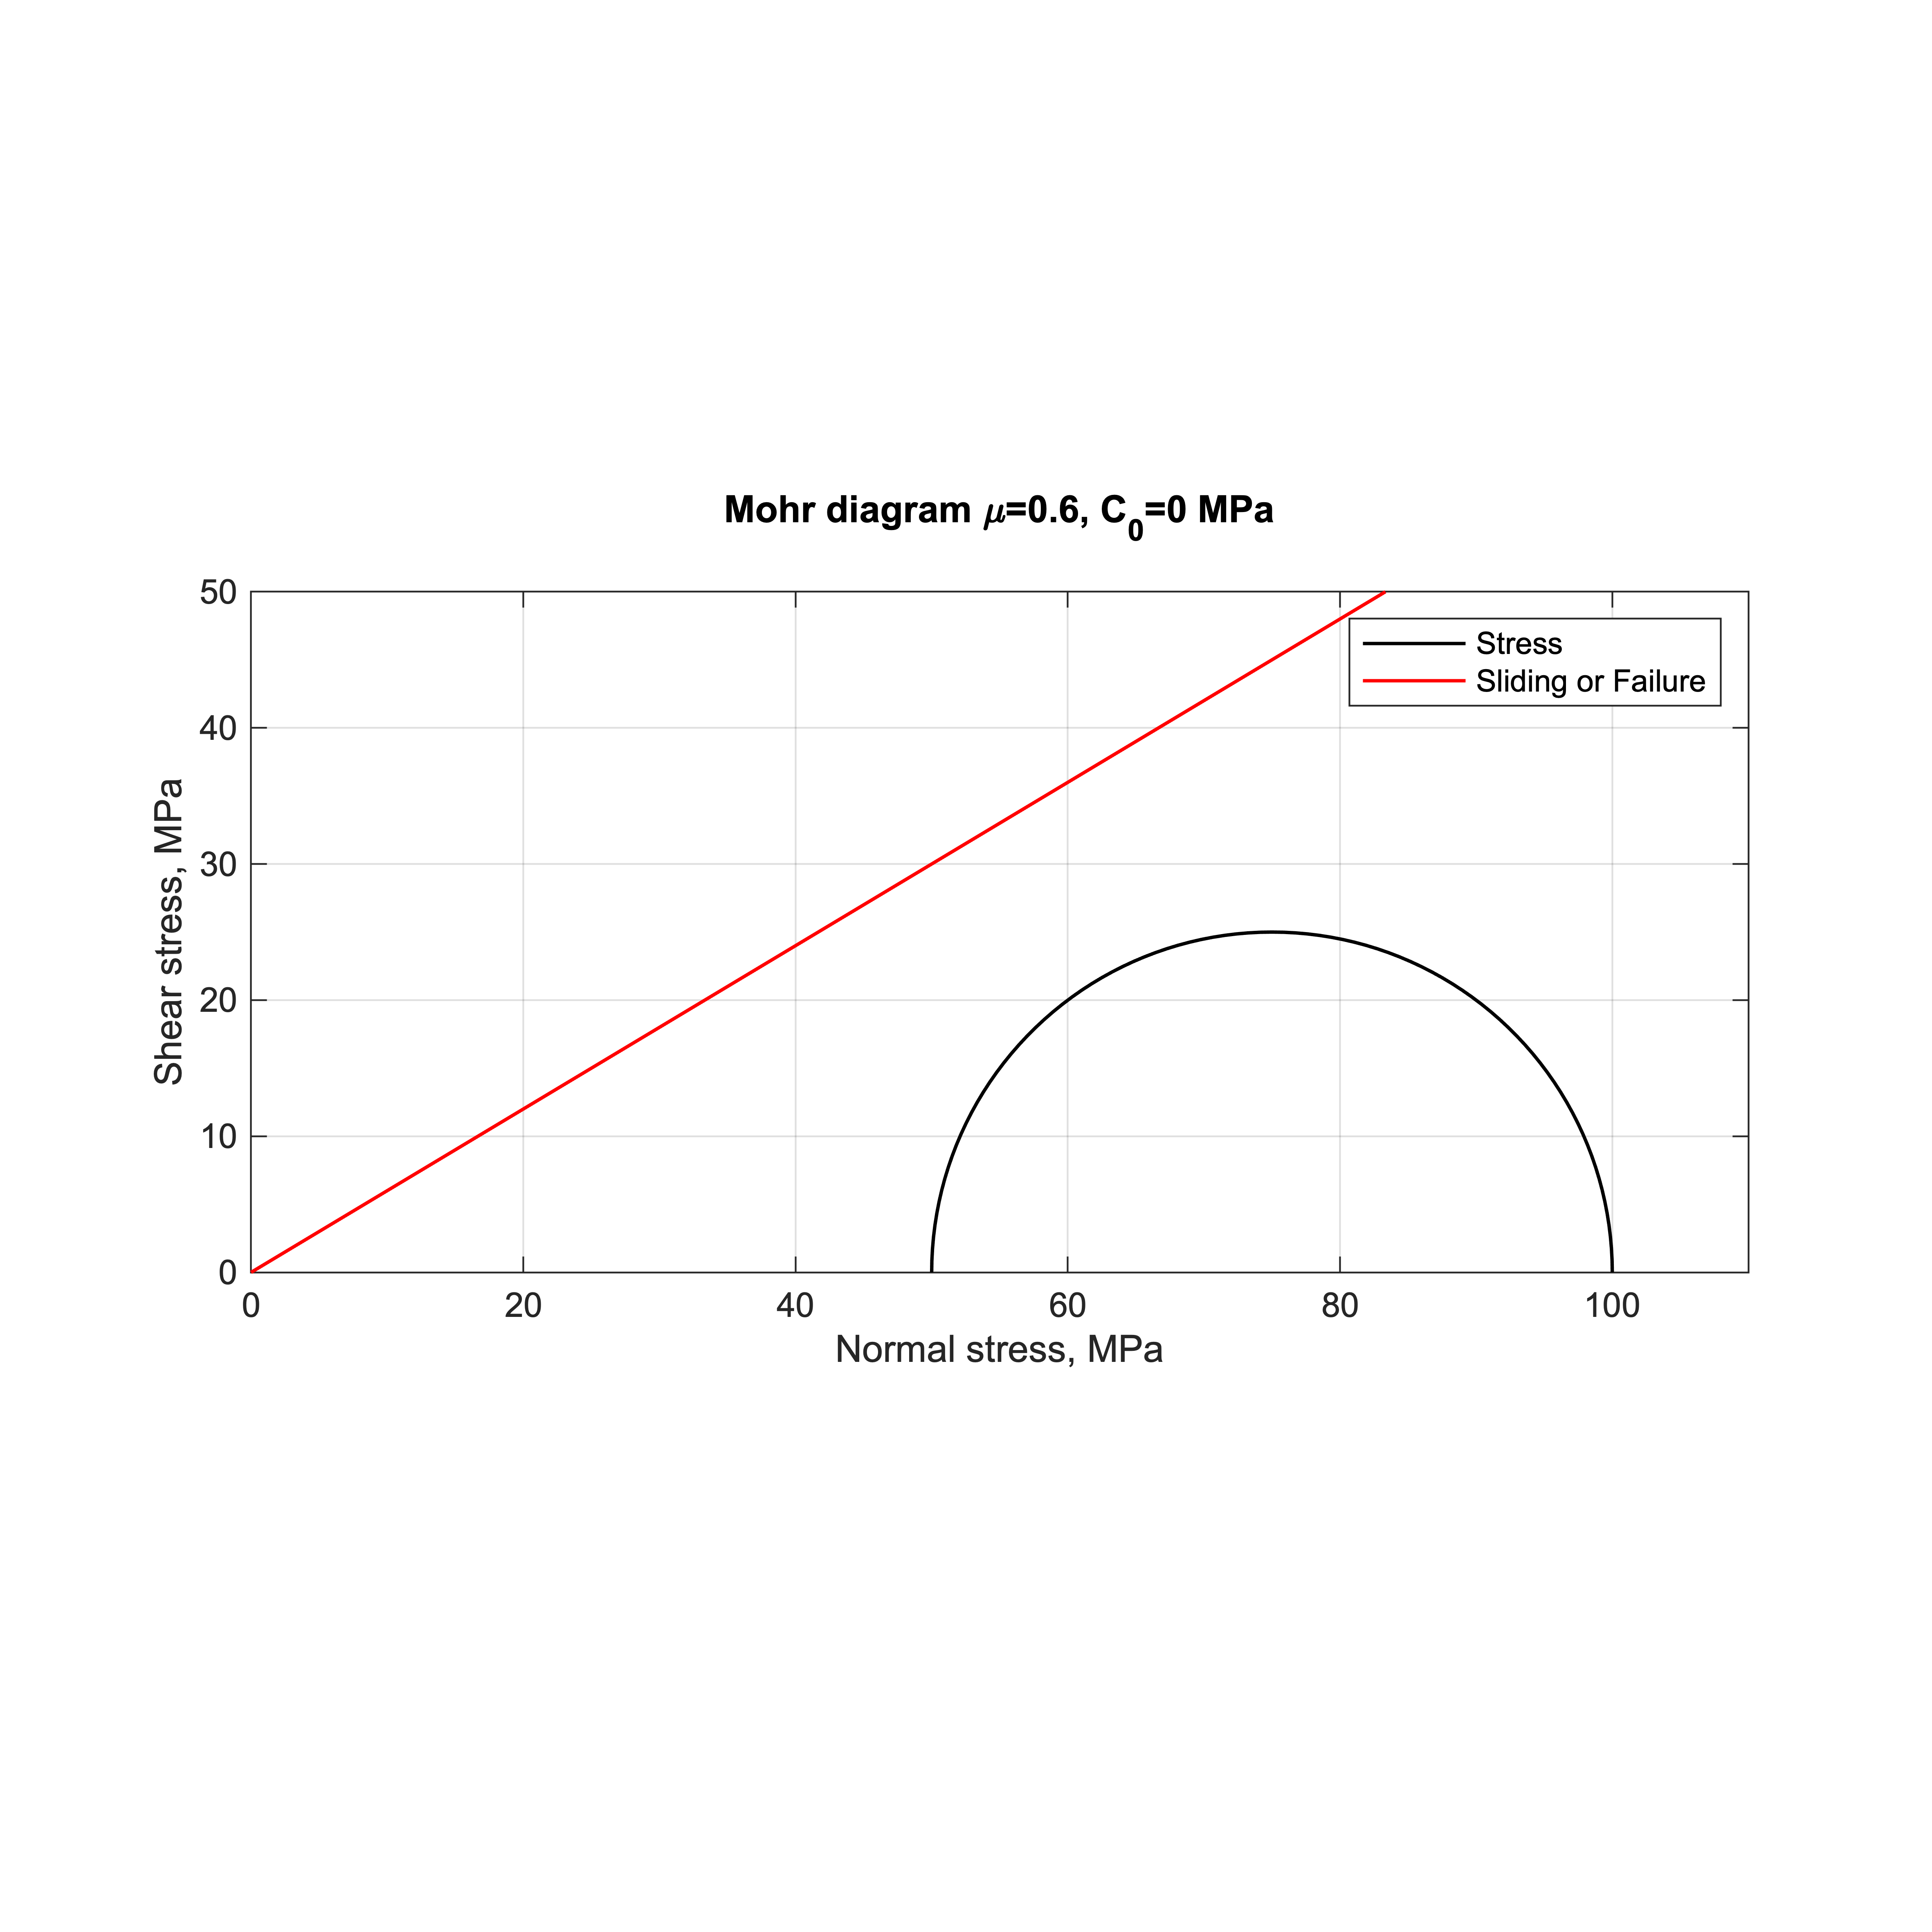 Mohr diagram μ=0.6, C0=0 MPa
50
40
30
20
10
0
Shear stress, MPa
Stress
Sliding or Failure
0 20 40 60 80 100
Normal stress, MPa